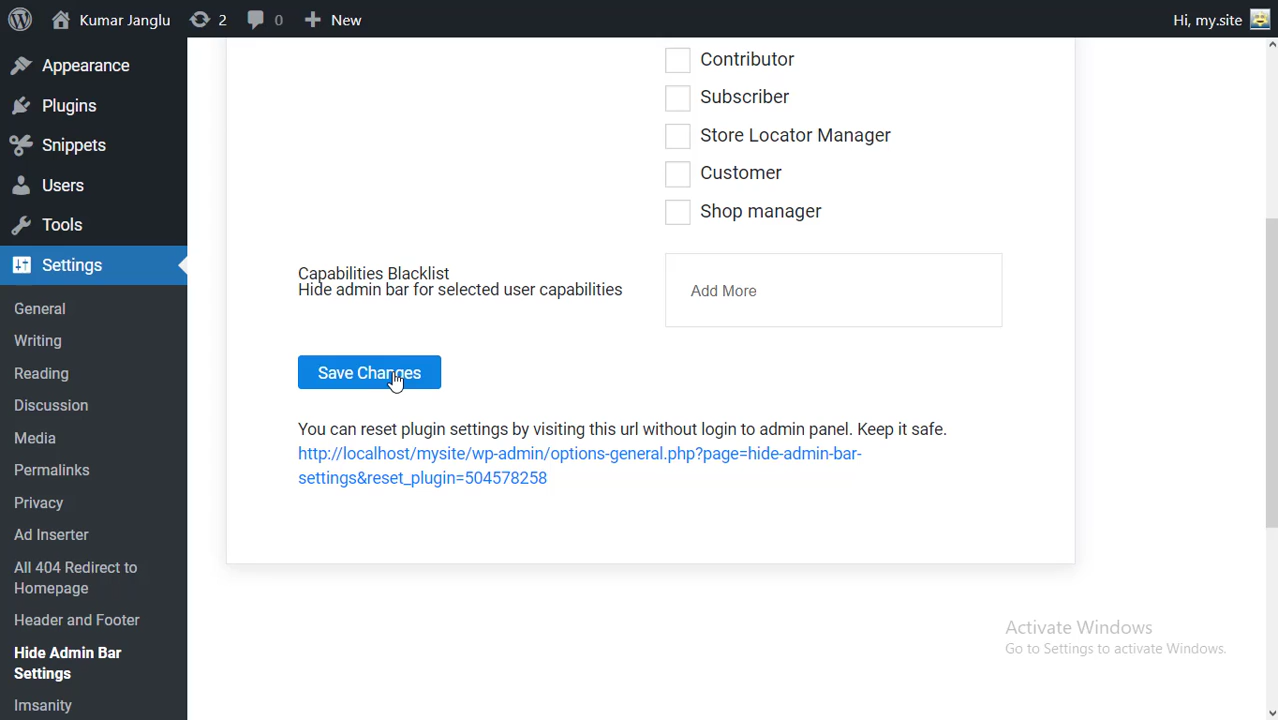 Kumar Janglu 2 0 New Hi, my.site
Appearance
Plugins
Snippets
Users
Tools
Settings
General
Writing
Reading
Discussion
Media
Permalinks
Privacy
Ad Inserter
All 404 Redirect to
Homepage
Header and Footer
Hide Admin Bar
Settings
Imsanity
Contributor
Subscriber
Store Locator Manager
Customer
Shop manager
Capabilities Blacklist
Hide admin bar for selected user capabilities
Add More
Save Changes
You can reset plugin settings by visiting this url without login to admin panel. Keep it safe.
http://localhost/mysite/wp-admin/options-general.php?page=hide-admin-bar-
settings&reset_plugin=504578258
Activate Windows
Go to Settings to activate Windows.